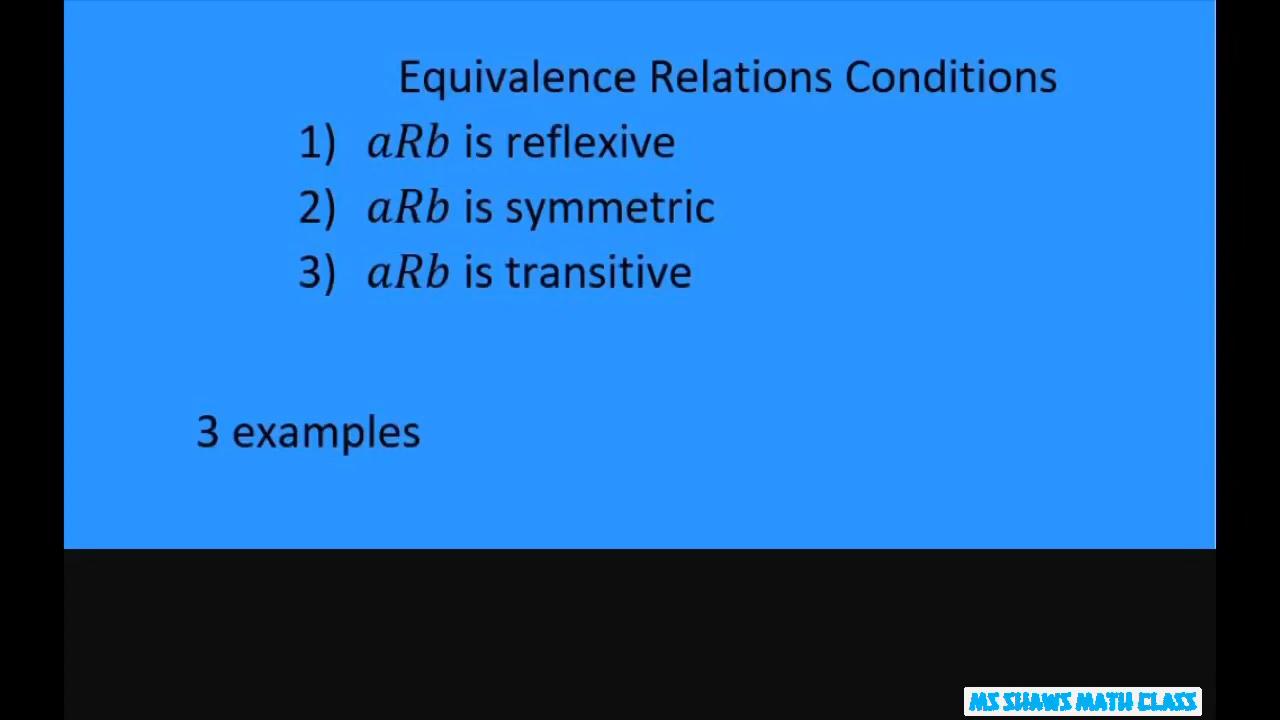 Equivalence Relations Conditions
1) aRb is reflexive
2) aRb is symmetric
3) aRb is transitive
3 examples
MS SHAWS MATH CLASS